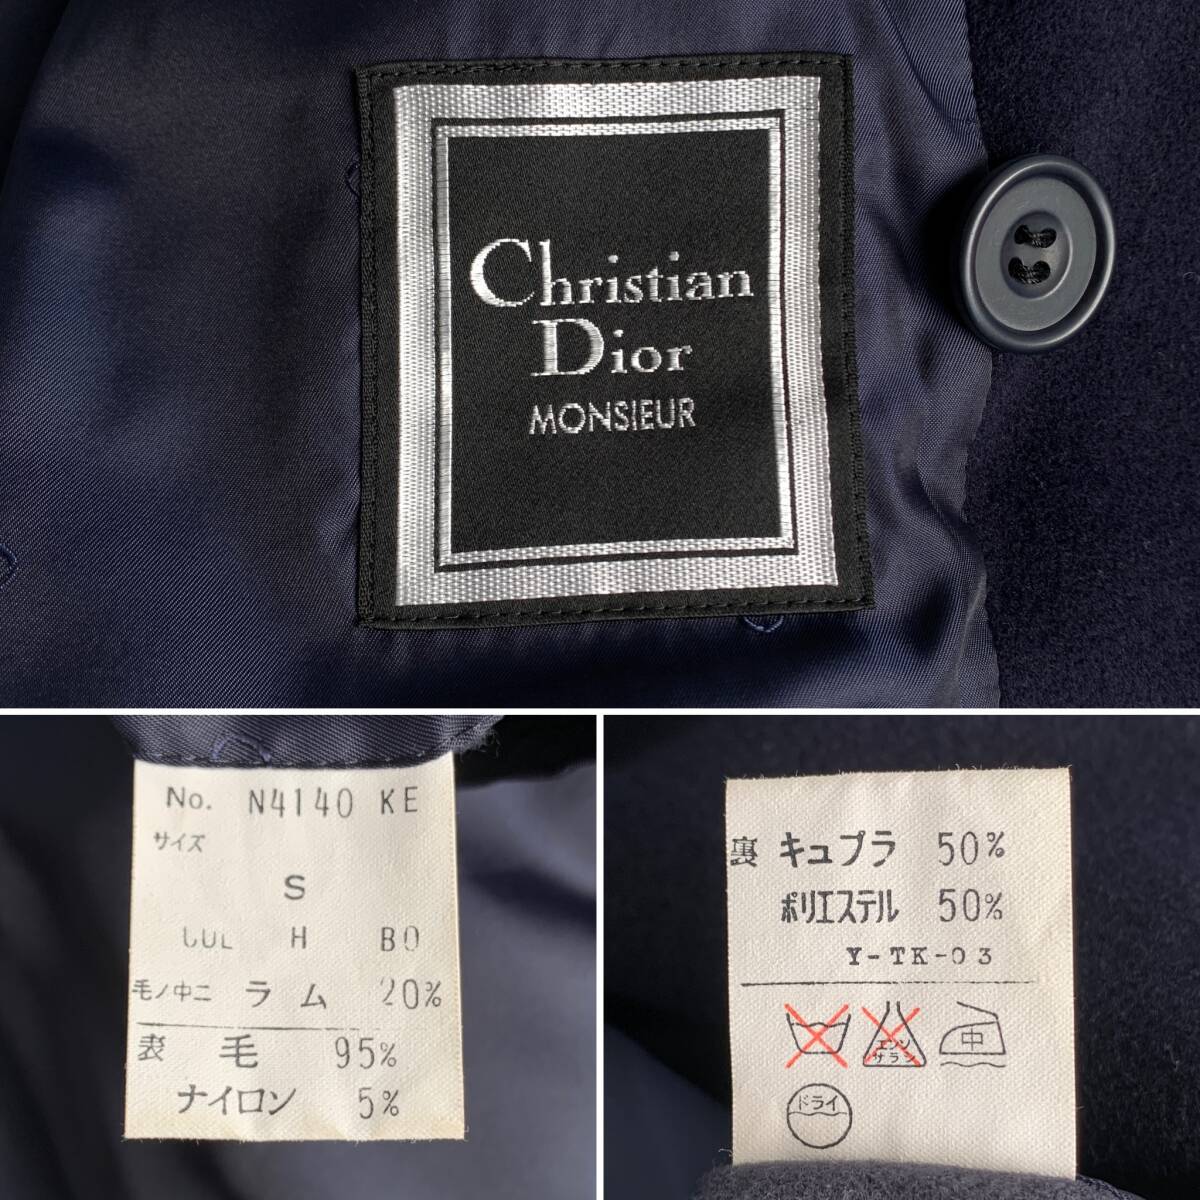 Christian
Dior
MONSIEUR
No. N4140 KE
サイズ
S
H B0
毛ノ中ニ ラム 20%
表 毛 95%
ナイロン 5%
裏 キュプラ 50%
ポリエステル 50%
Y-TK-03
エンソ
サラシ
中
ドライ